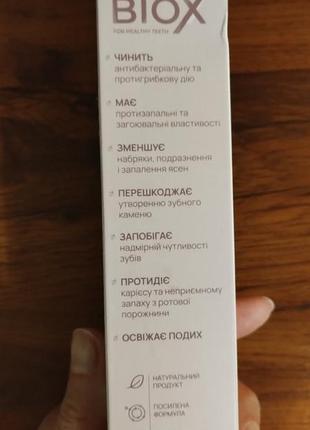 BIOX
FOR HEALTHY TEETH
ЧИНИТЬ
антибактеріальну та
протигрибкову дію
МАЄ
протизапальні та
загоювальні властивості
ЗМЕНШУЄ
набряки, подразнення
і запалення ясен
ПЕРЕШКОДЖАЄ
утворенню зубного
каменю
ЗАПОБІГАЄ
надмірній чутливості
зубів
ПРОТИДІЄ
карієсу та неприємному
запаху з ротової
порожнини
ОСВІЖАЄ ПОДИХ
НАТУРАЛЬНИЙ
ПРОДУКТ
ПОСИЛЕНА
ФОРМУЛА